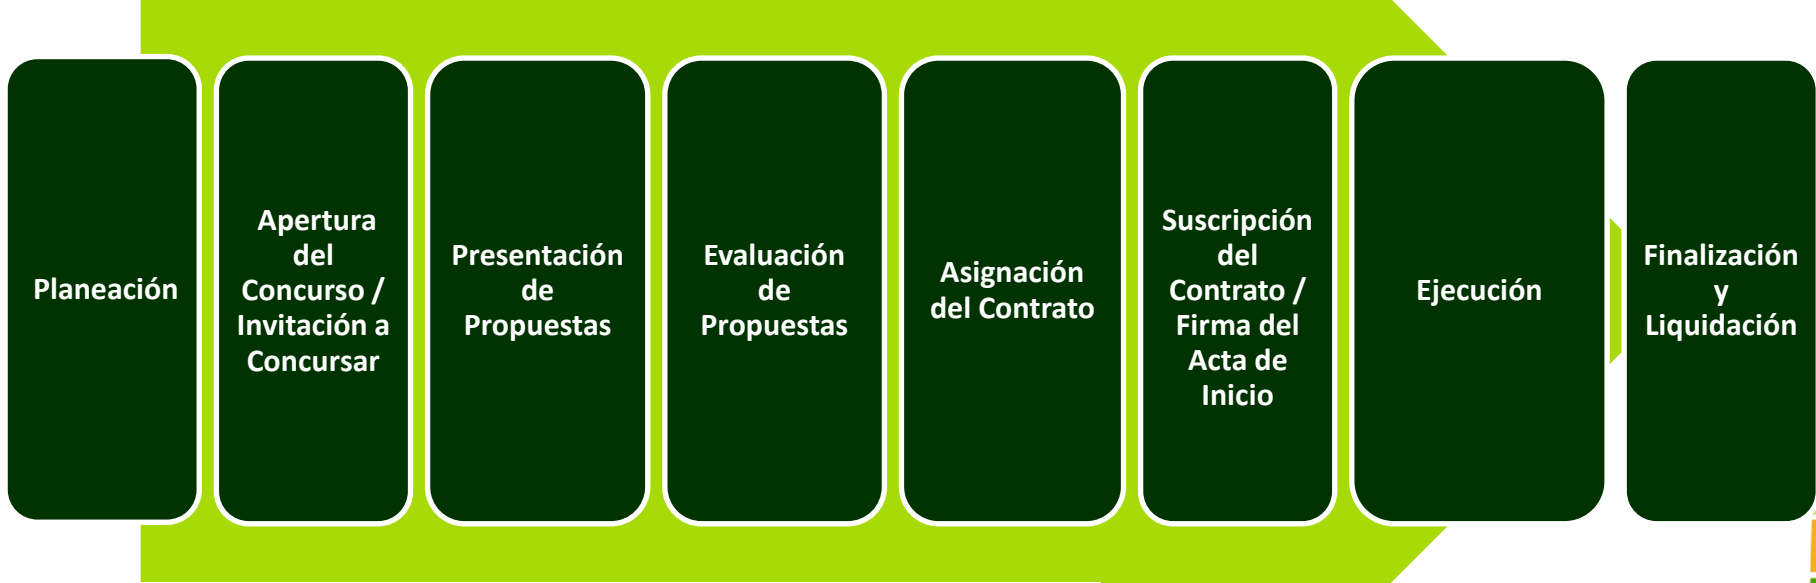 Planeación
Apertura
del
Concurso /
Invitación a
Concursar
Presentación
de
Propuestas
Evaluación
de
Propuestas
Asignación
del Contrato
Suscripción
del
Contrato /
Firma del
Acta de
Inicio
Ejecución
Finalización
y
Liquidación